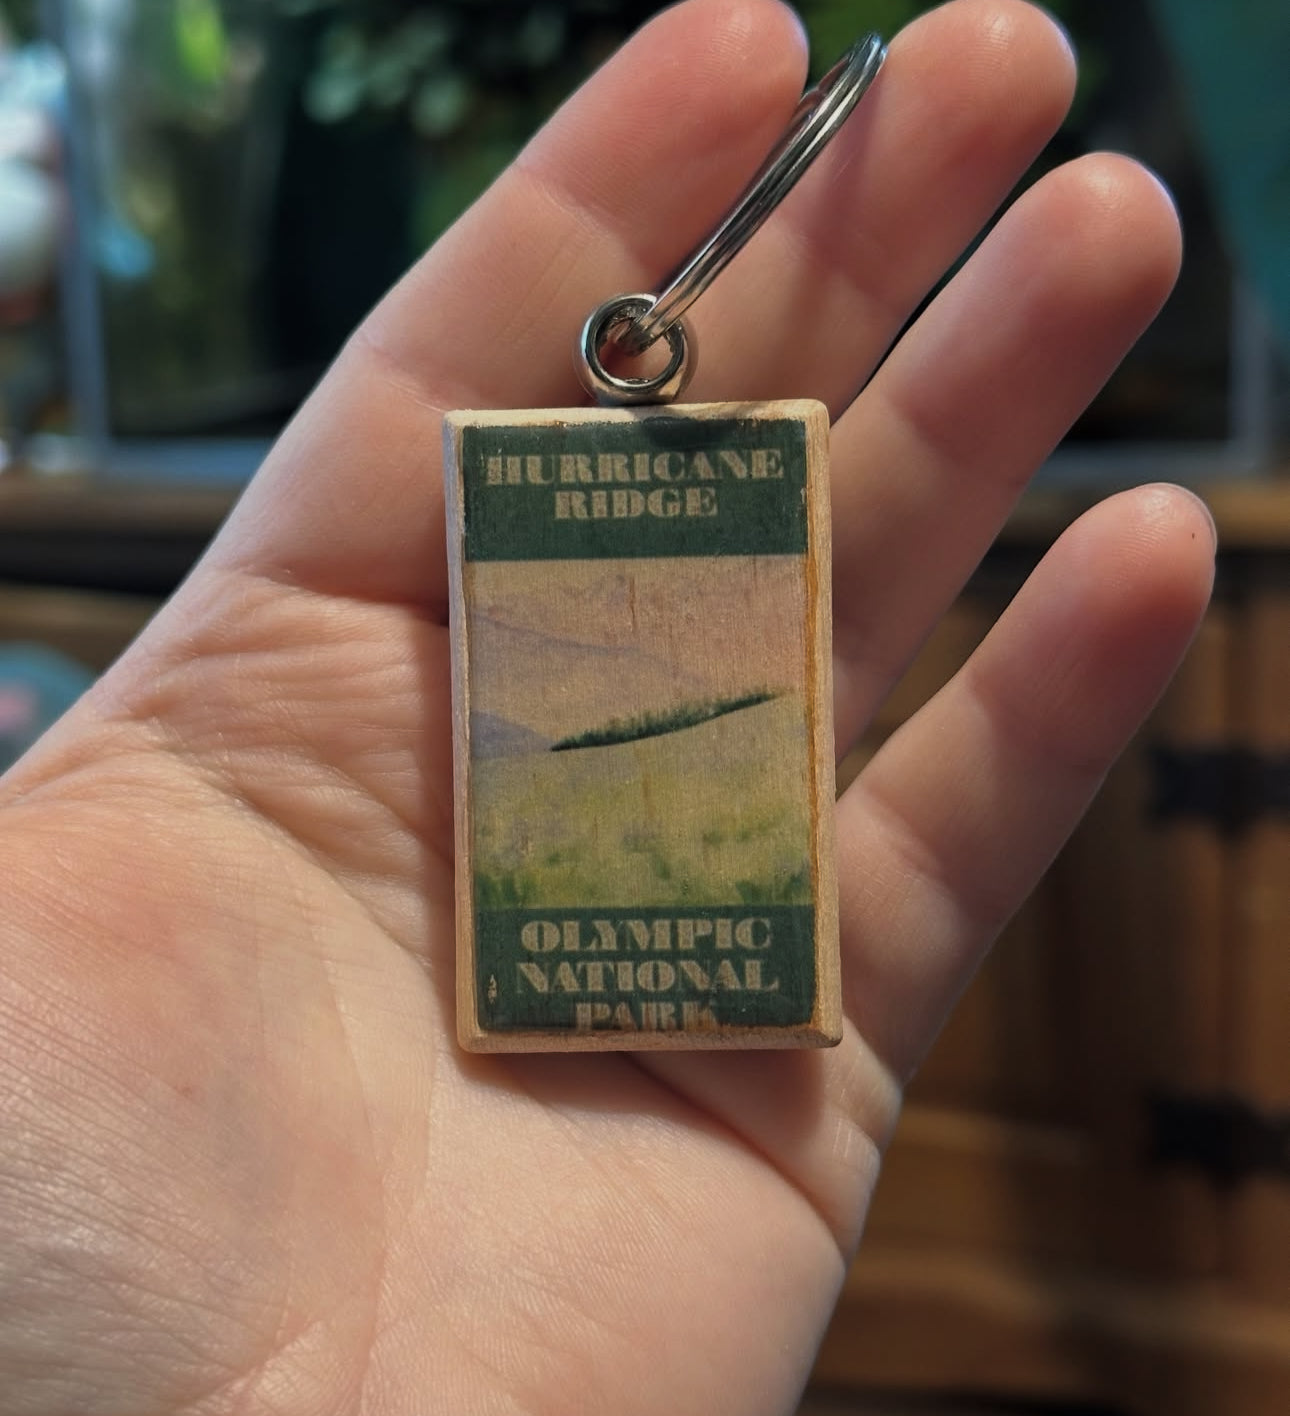 HURRICANE
RIDGE
OLYMPIC
NATIONAL
PARK